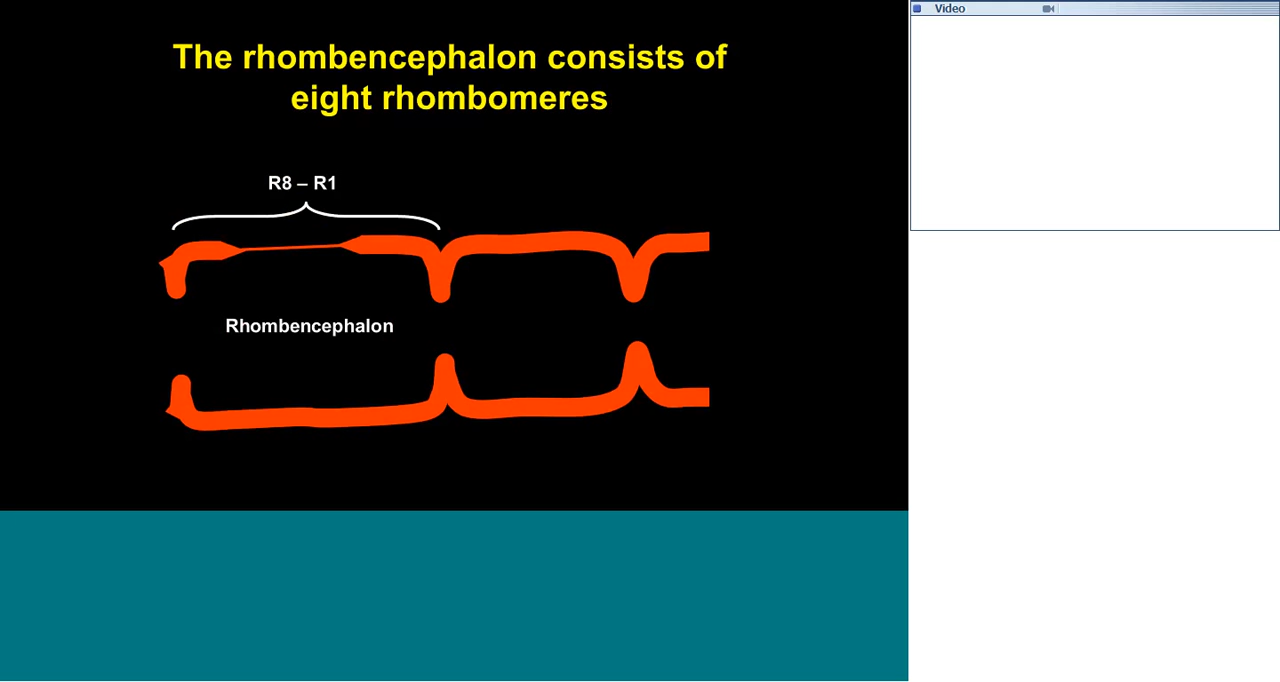 The rhombencephalon consists of
eight rhombomeres
R8 – R1
Rhombencephalon
Video